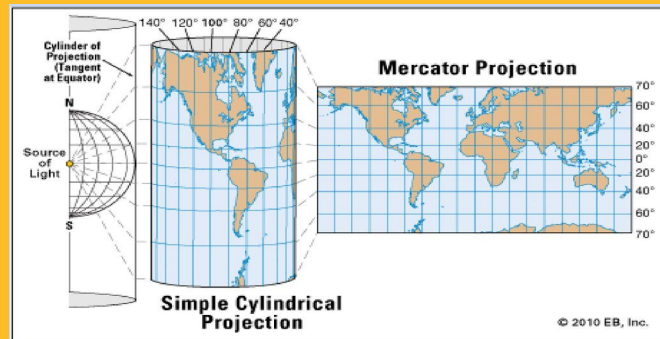 140° 120° 100° 80° 60° 40°
Cylinder of
Projection
(Tangent
at Equator)
N
Source
of
Light
S
Simple Cylindrical
Projection
Mercator Projection
70°
60°
40°
20°
0°
20°
40°
60°
70°
© 2010 EB, Inc.